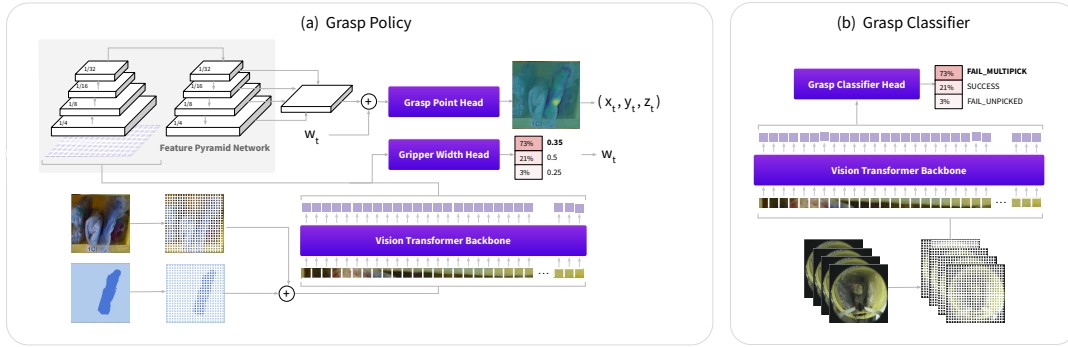 (a) Grasp Policy
1/32
1/16
1/8
1/4
1/32
1/16
1/8
1/4
Feature Pyramid Network
w_t
+
Grasp Point Head
(x_t, y_t, z_t)
Gripper Width Head
73% 0.35
21% 0.5
3% 0.25
w_t
Vision Transformer Backbone
...
+
(b) Grasp Classifier
Grasp Classifier Head
73% FAIL_MULTIPICK
21% SUCCESS
3% FAIL_UNPICKED
Vision Transformer Backbone
...